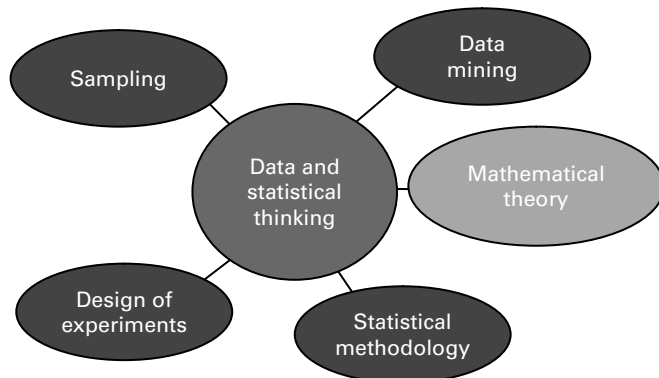 Sampling
Data
mining
Data and
statistical
thinking
Mathematical
theory
Design of
experiments
Statistical
methodology